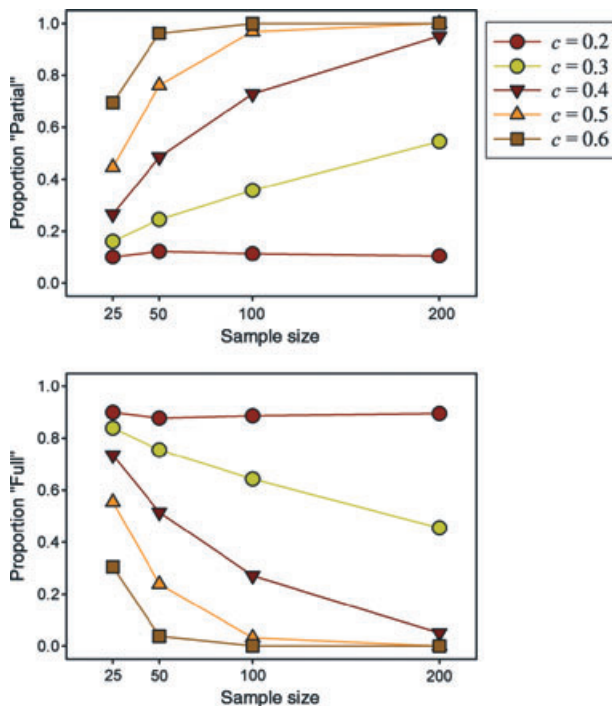 1.0
0.8
0.6
0.4
0.2
0.0
Proportion "Partial"
25 50 100 200
Sample size
c = 0.2
c = 0.3
c = 0.4
c = 0.5
c = 0.6
1.0
0.8
0.6
0.4
0.2
0.0
Proportion "Full"
25 50 100 200
Sample size